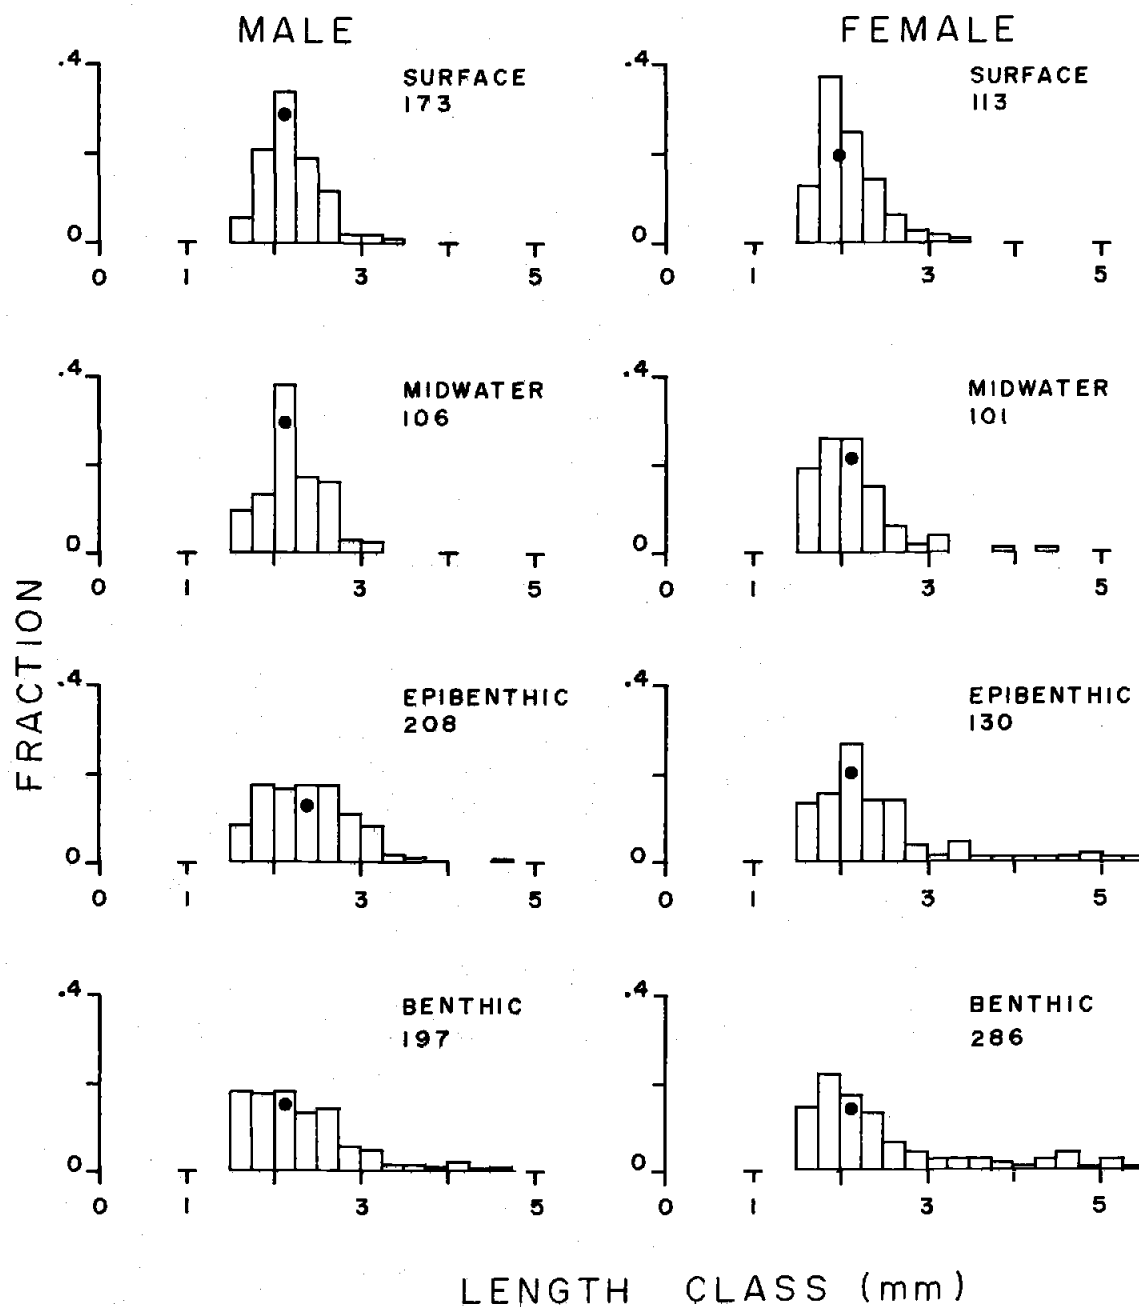 MALE
FEMALE
.4
SURFACE
173
0
0 1 3 5
.4
SURFACE
113
0
0 1 3 5
.4
MIDWATER
106
0
0 1 3 5
.4
MIDWATER
101
0
0 1 3 5
FRACTION
.4
EPIBENTHIC
208
0
0 1 3 5
.4
EPIBENTHIC
130
0
0 1 3 5
.4
BENTHIC
197
0
0 1 3 5
.4
BENTHIC
286
0
0 1 3 5
LENGTH CLASS (mm)